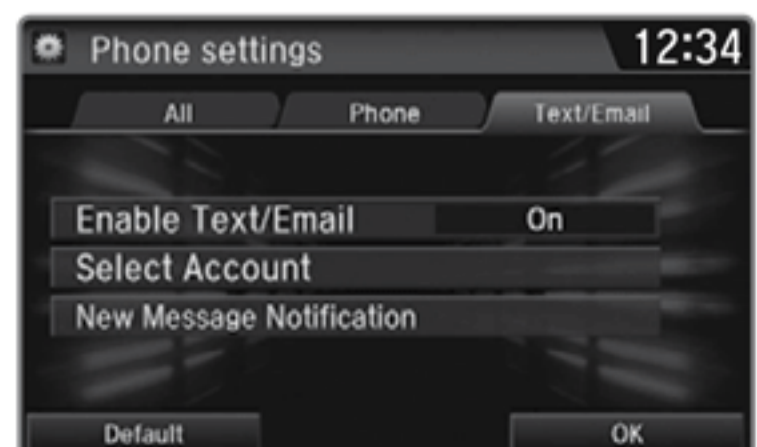 Phone settings 12:34
All Phone Text/Email
Enable Text/Email On
Select Account
New Message Notification
Default OK